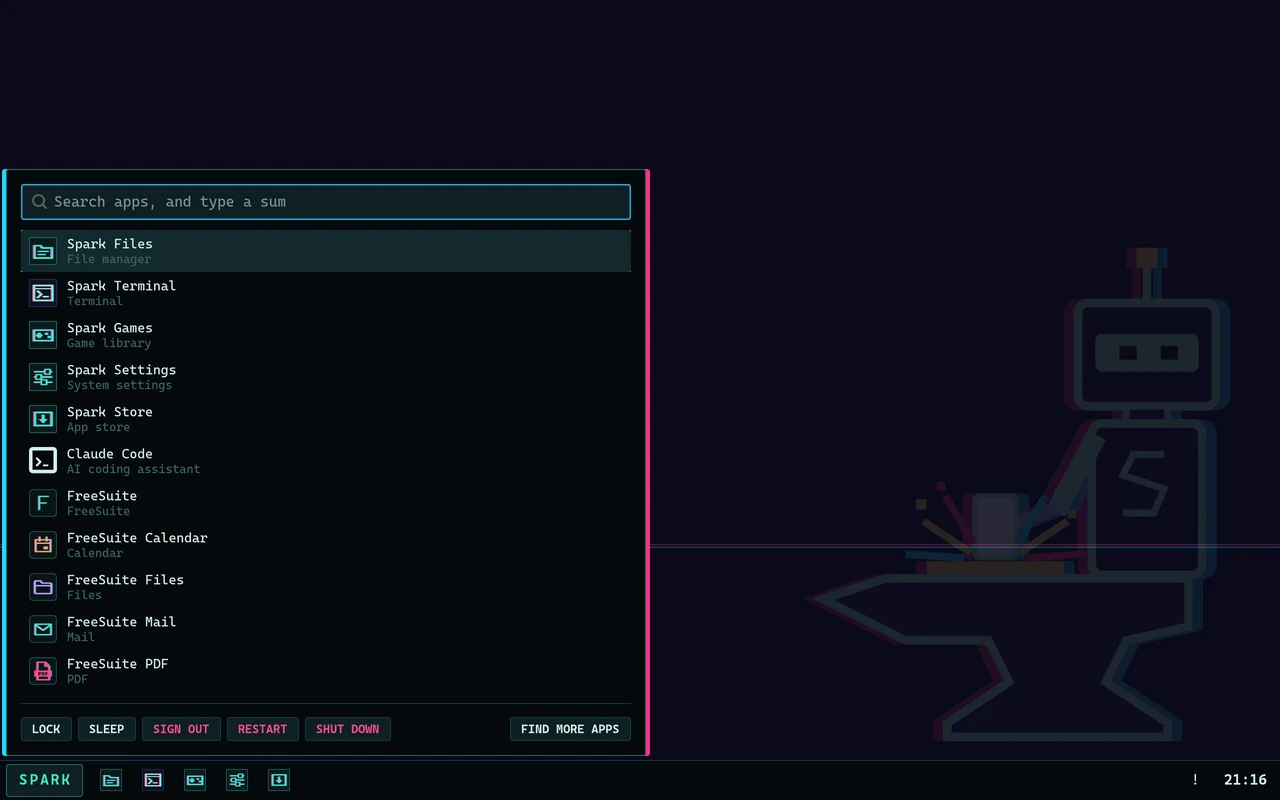 Search apps, and type a sum
Spark Files
File manager
Spark Terminal
Terminal
Spark Games
Game library
Spark Settings
System settings
Spark Store
App store
Claude Code
AI coding assistant
F
FreeSuite
FreeSuite
FreeSuite Calendar
Calendar
FreeSuite Files
Files
FreeSuite Mail
Mail
PDF
FreeSuite PDF
PDF
LOCK
SLEEP
SIGN OUT
RESTART
SHUT DOWN
FIND MORE APPS
S
SPARK
!
21:16